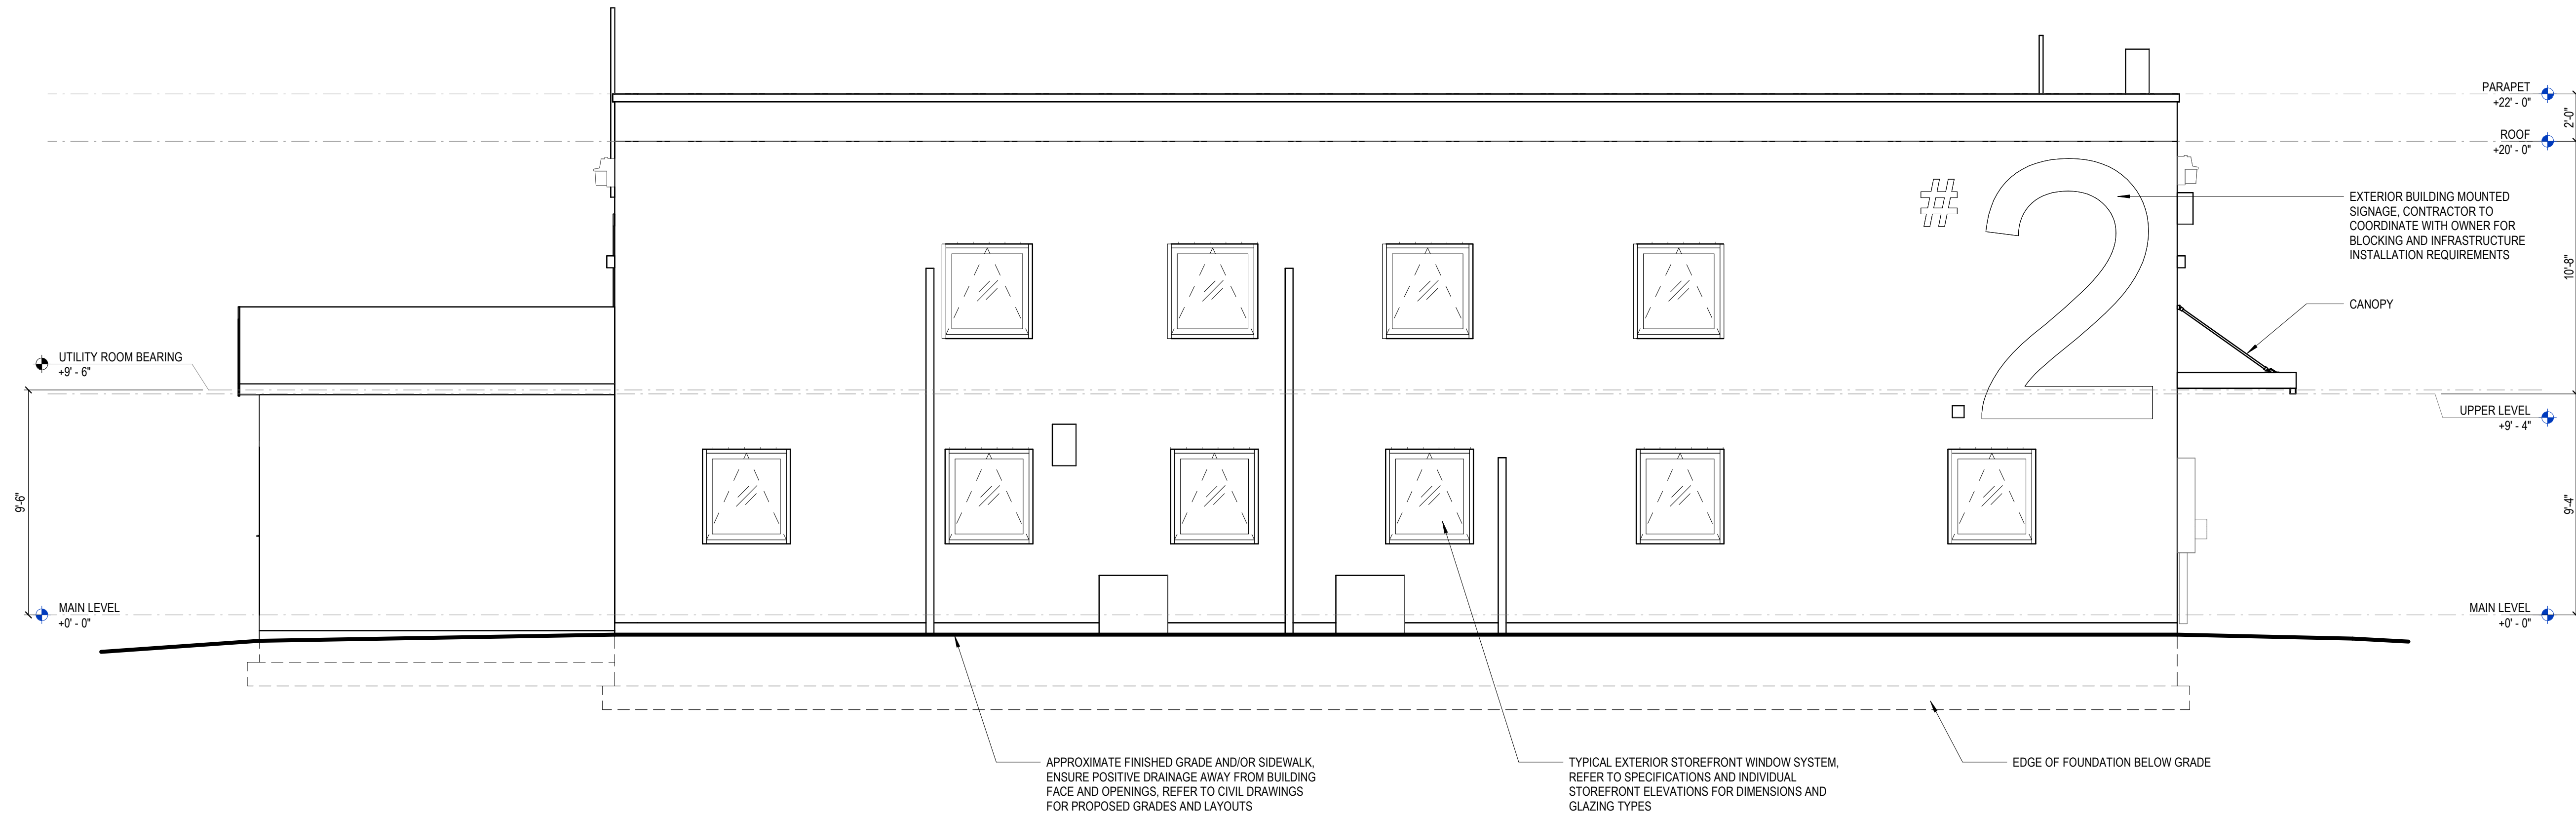 PARAPET
+22' - 0"
2'-0"
ROOF
+20' - 0"
#2
EXTERIOR BUILDING MOUNTED
SIGNAGE, CONTRACTOR TO
COORDINATE WITH OWNER FOR
BLOCKING AND INFRASTRUCTURE
INSTALLATION REQUIREMENTS
10'-8"
CANOPY
UTILITY ROOM BEARING
+9' - 6"
UPPER LEVEL
+9' - 4"
9'-6"
9'-4"
MAIN LEVEL
+0' - 0"
MAIN LEVEL
+0' - 0"
APPROXIMATE FINISHED GRADE AND/OR SIDEWALK,
ENSURE POSITIVE DRAINAGE AWAY FROM BUILDING
FACE AND OPENINGS, REFER TO CIVIL DRAWINGS
FOR PROPOSED GRADES AND LAYOUTS
TYPICAL EXTERIOR STOREFRONT WINDOW SYSTEM,
REFER TO SPECIFICATIONS AND INDIVIDUAL
STOREFRONT ELEVATIONS FOR DIMENSIONS AND
GLAZING TYPES
EDGE OF FOUNDATION BELOW GRADE